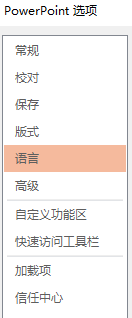 PowerPoint 选项
常规
校对
保存
版式
语言
高级
自定义功能区
快速访问工具栏
加载项
信任中心